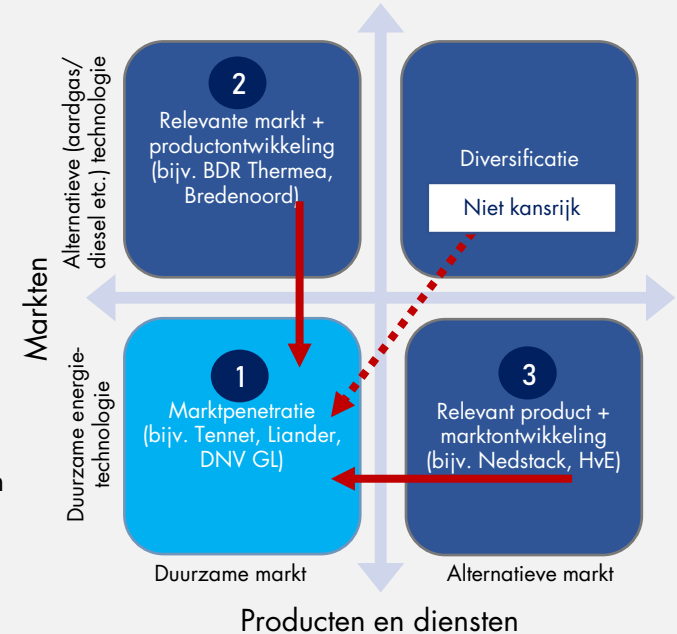 Markten
Alternatieve (aardgas/
diesel etc.) technologie
2
Relevante markt +
productontwikkeling
(bijv. BDR Thermea,
Bredenoord)
Diversificatie
Niet kansrijk
Duurzame energie-
technologie
1
Marktpenetratie
(bijv. Tennet, Liander,
DNV GL)
3
Relevant product +
marktontwikkeling
(bijv. Nedstack, HvE)
n
Duurzame markt
Alternatieve markt
Producten en diensten